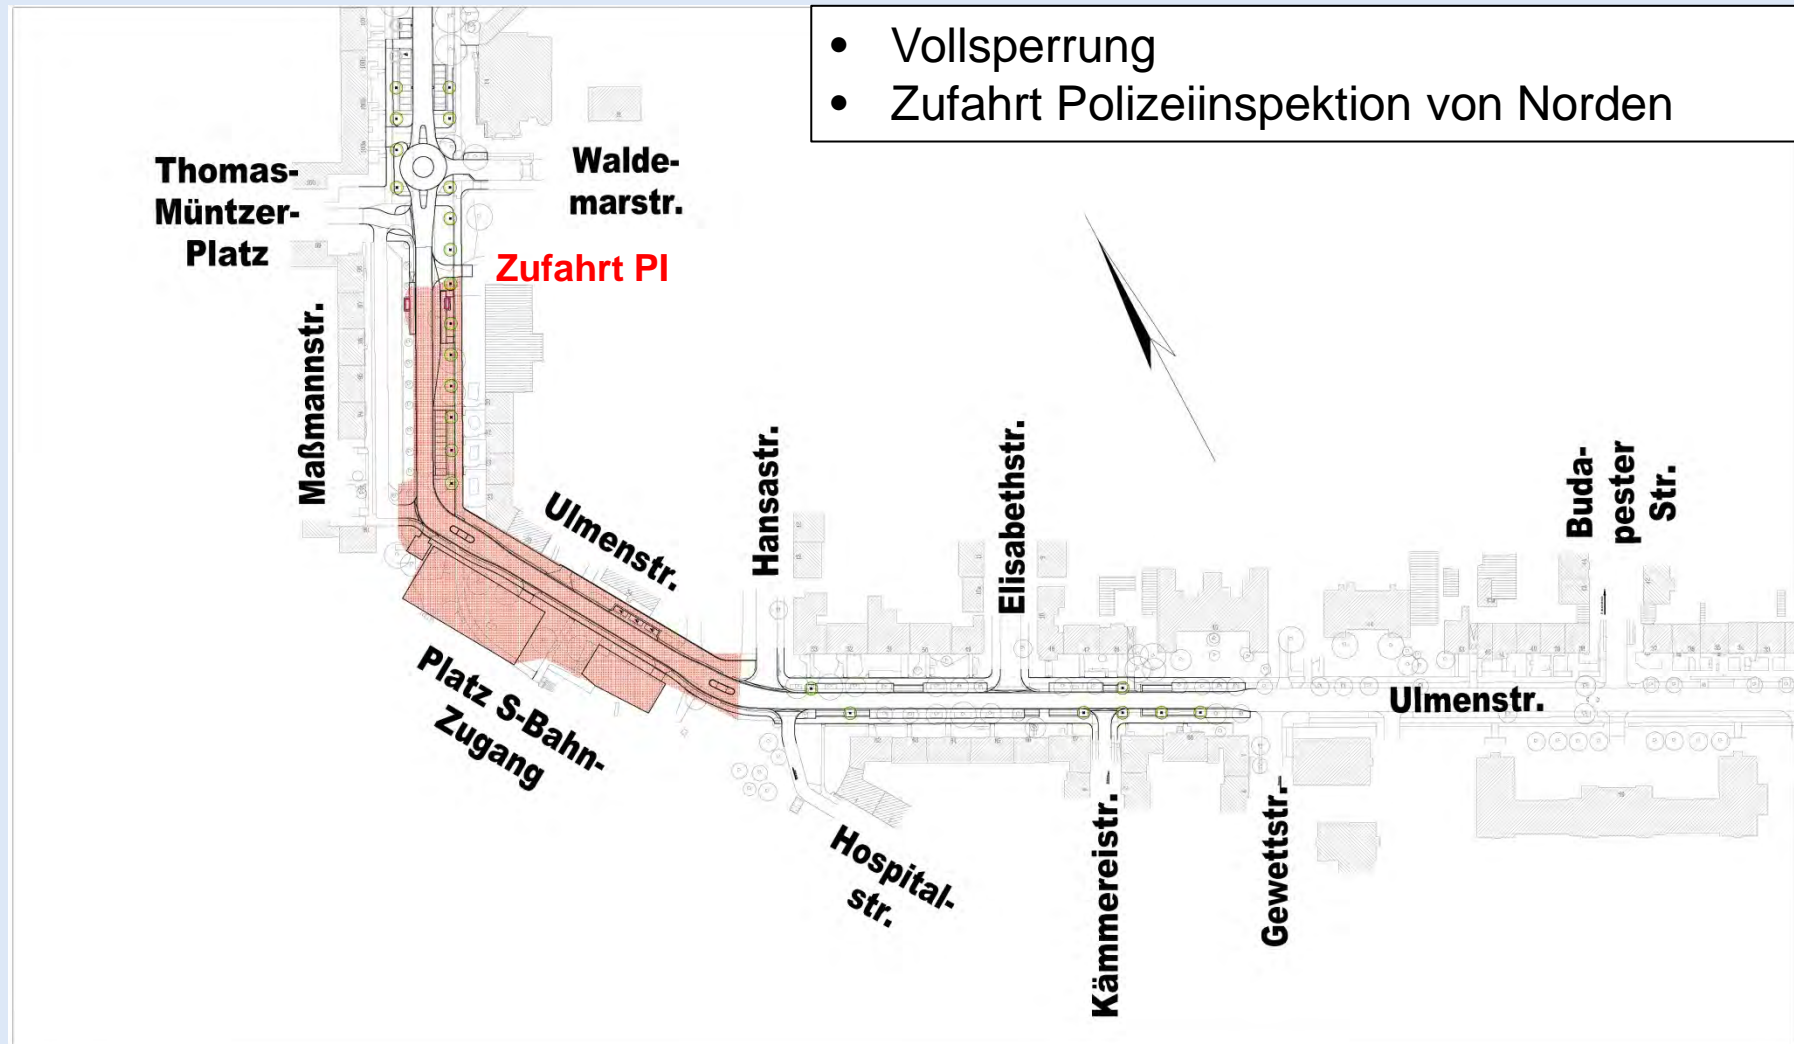 • Vollsperrung
• Zufahrt Polizeiinspektion von Norden
Thomas-
Müntzer-
Platz
Walde-
marstr.
Zufahrt PI
Maßmannstr.
Ulmenstr.
Hansastr.
Elisabethstr.
Buda-
pester
Str.
Platz S-Bahn-
Zugang
Ulmenstr.
Hospital-
str.
Kämmereistr.
Gewettstr.